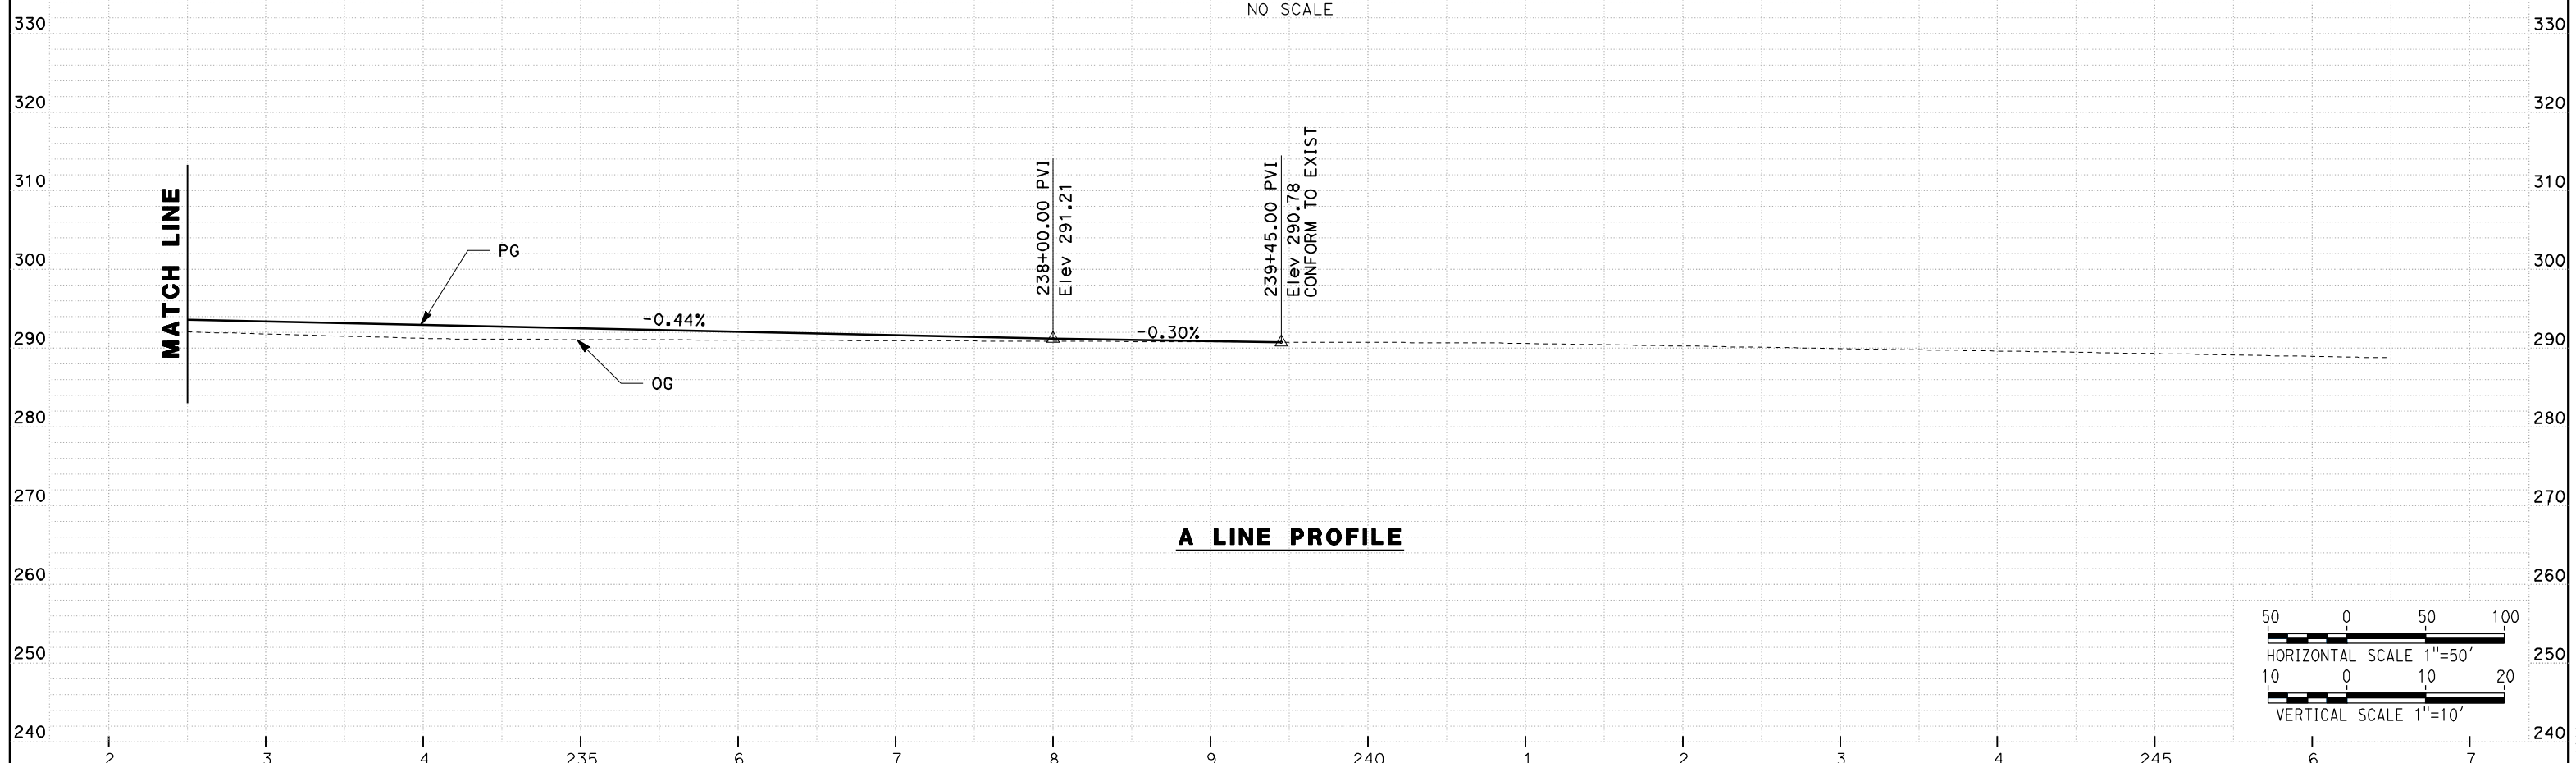 NO SCALE
330
330
320
320
310
310
300
300
290
290
280
280
270
270
260
260
250
250
240
240
MATCH LINE
PG
-0.44%
OG
238+00.00 PVI
Elev 291.21
-0.30%
239+45.00 PVI
Elev 290.78
CONFORM TO EXIST
A LINE PROFILE
50 0 50 100
HORIZONTAL SCALE 1"=50'
10 0 10 20
VERTICAL SCALE 1"=10'
2 3 4 235 6 7 8 9 240 1 2 3 4 245 6 7